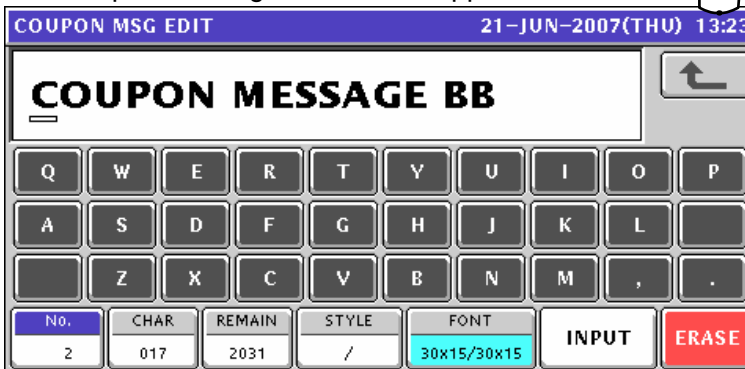 COUPON MSG EDIT 21-JUN-2007(THU) 13:23
COUPON MESSAGE BB
Q W E R T Y U I O P
A S D F G H J K L
Z X C V B N M , .
No. CHAR REMAIN STYLE FONT INPUT ERASE
2 017 2031 / 30x15/30x15